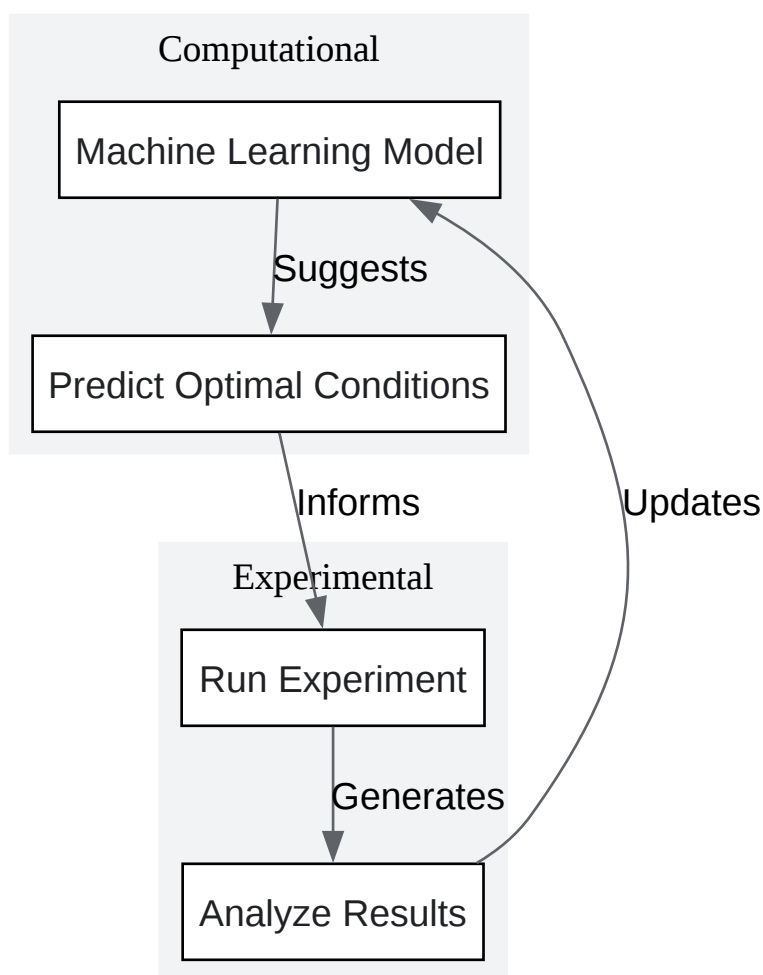 Computational
Machine Learning Model
Suggests
Predict Optimal Conditions
Informs
Updates
Experimental
Run Experiment
Generates
Analyze Results